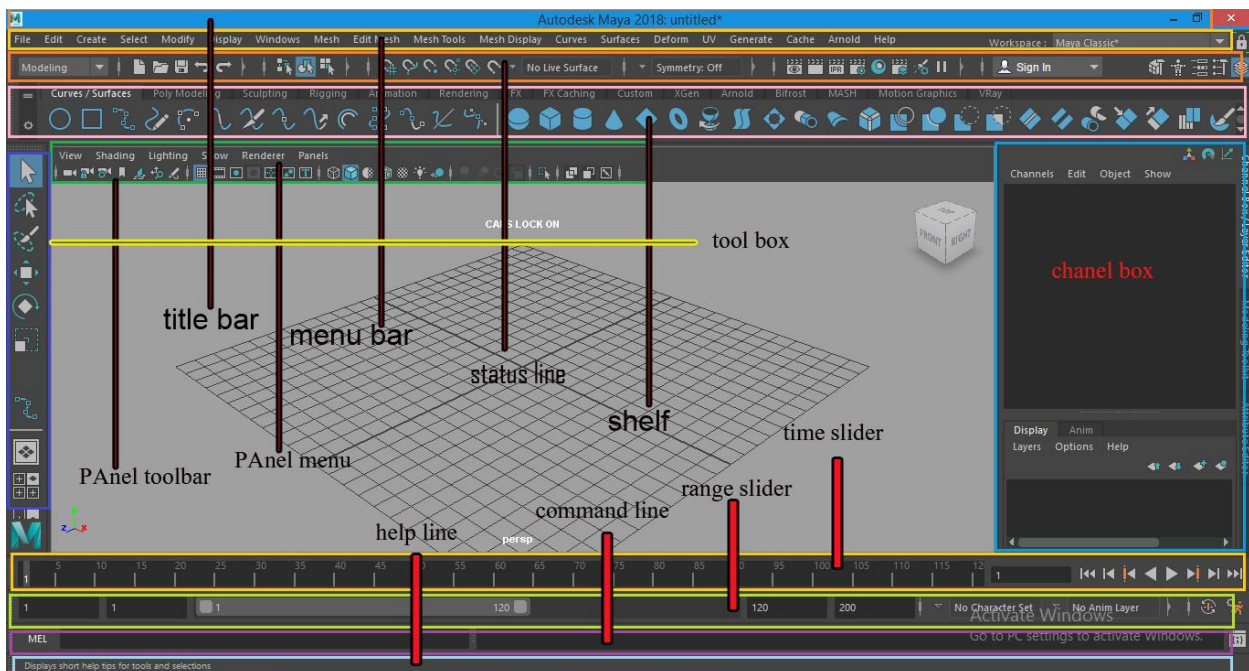 Autodesk Maya 2018: untitled*
File Edit Create Select Modify Display Windows Mesh Edit Mesh Mesh Tools Mesh Display Curves Surfaces Deform UV Generate Cache Arnold Help Workspace : Maya Classic*
Modeling No Live Surface Symmetry: Off Sign In
Curves / Surfaces Poly Modeling Sculpting Rigging Animation Rendering FX FX Caching Custom XGen Arnold Bifrost MASH Motion Graphics VRay
View Shading Lighting Show Renderer Panels
Channels Edit Object Show
CAPS LOCK ON
tool box
TOP
FRONT RIGHT
chanel box
title bar
menu bar
status line
shelf
time slider
Display Anim
Layers Options Help
PAnel toolbar
PAnel menu
range slider
command line
help line
y
z x
persp
1 5 10 15 20 25 30 35 40 45 50 55 60 65 70 75 80 85 90 95 100 105 110 115 12
1
1 1 1 120 120 200 No Character Set No Anim Layer
Activate Windows
Go to PC settings to activate Windows.
MEL
Displays short help tips for tools and selections